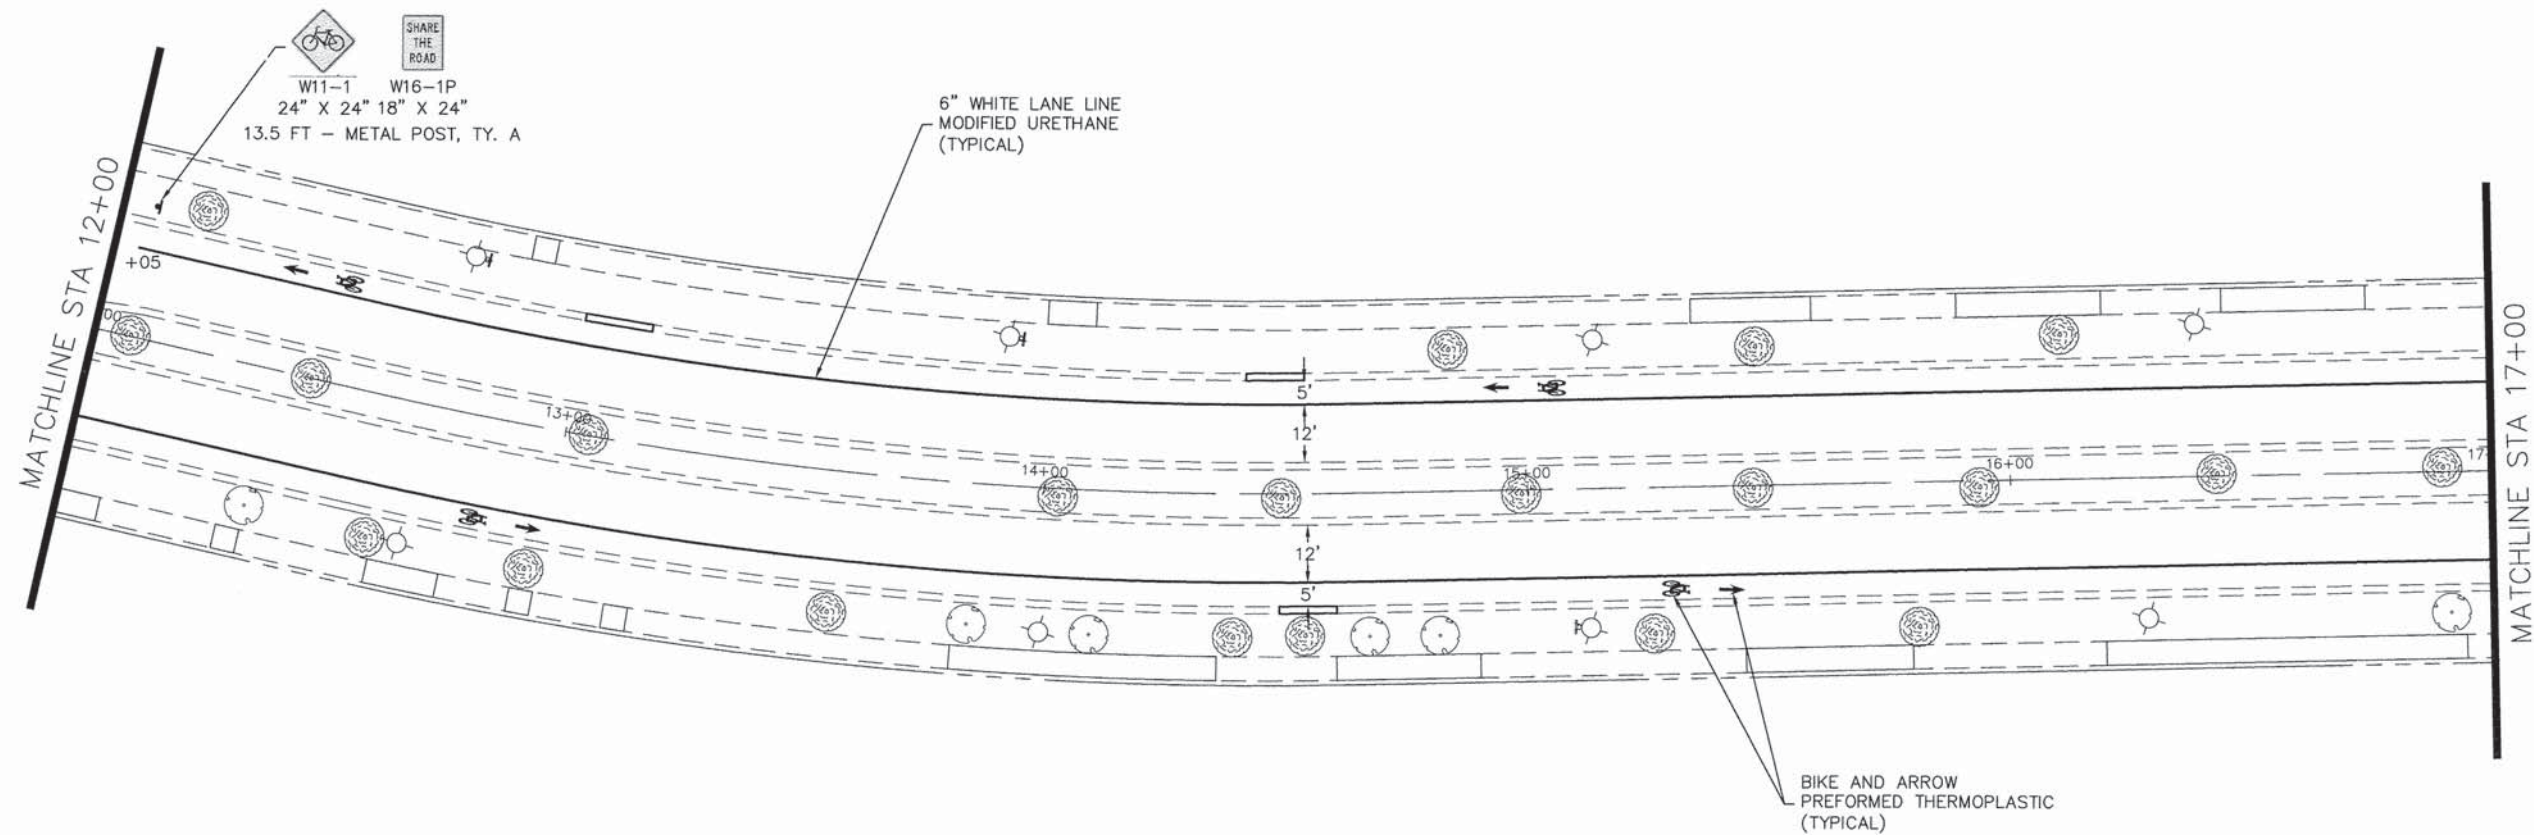 SHARE
THE
ROAD
W11-1 W16-1P
24" X 24" 18" X 24"
13.5 FT - METAL POST, TY. A
6" WHITE LANE LINE
MODIFIED URETHANE
(TYPICAL)
MATCHLINE STA 12+00
+05
00
13+00
14+00
15+00
16+00
17
5'
12'
12'
5'
MATCHLINE STA 17+00
BIKE AND ARROW
PREFORMED THERMOPLASTIC
(TYPICAL)